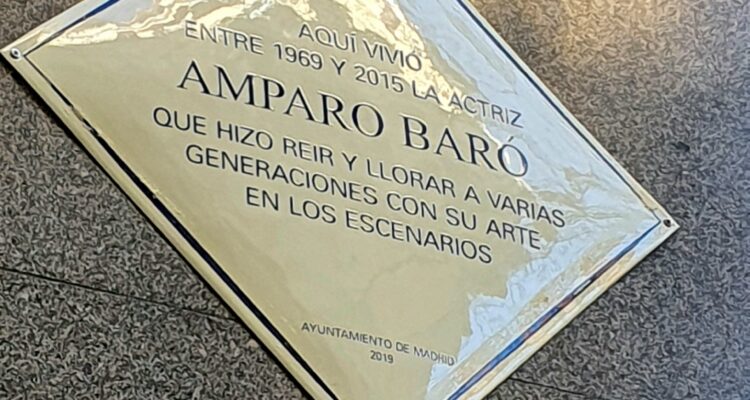 AQUÍ VIVIÓ
ENTRE 1969 Y 2015 LA ACTRIZ
AMPARO BARÓ
QUE HIZO REIR Y LLORAR A VARIAS
GENERACIONES CON SU ARTE
EN LOS ESCENARIOS
AYUNTAMIENTO DE MADRID
2019